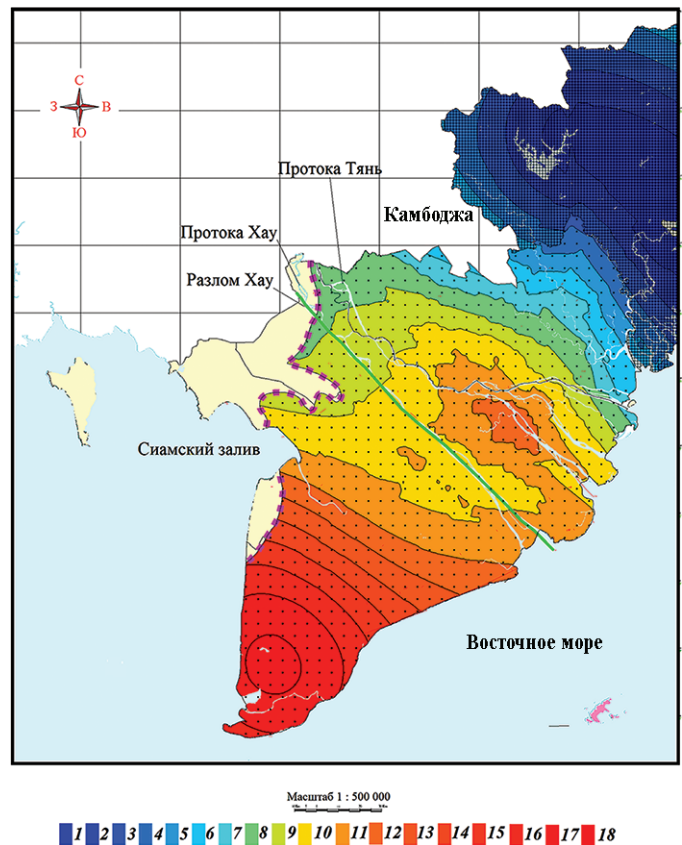 С
З В
Ю
Протока Тянь
Камбоджа
Протока Хау
Разлом Хау
Сиамский залив
Восточное море
Масштаб 1 : 500 000
1 2 3 4 5 6 7 8 9 10 11 12 13 14 15 16 17 18